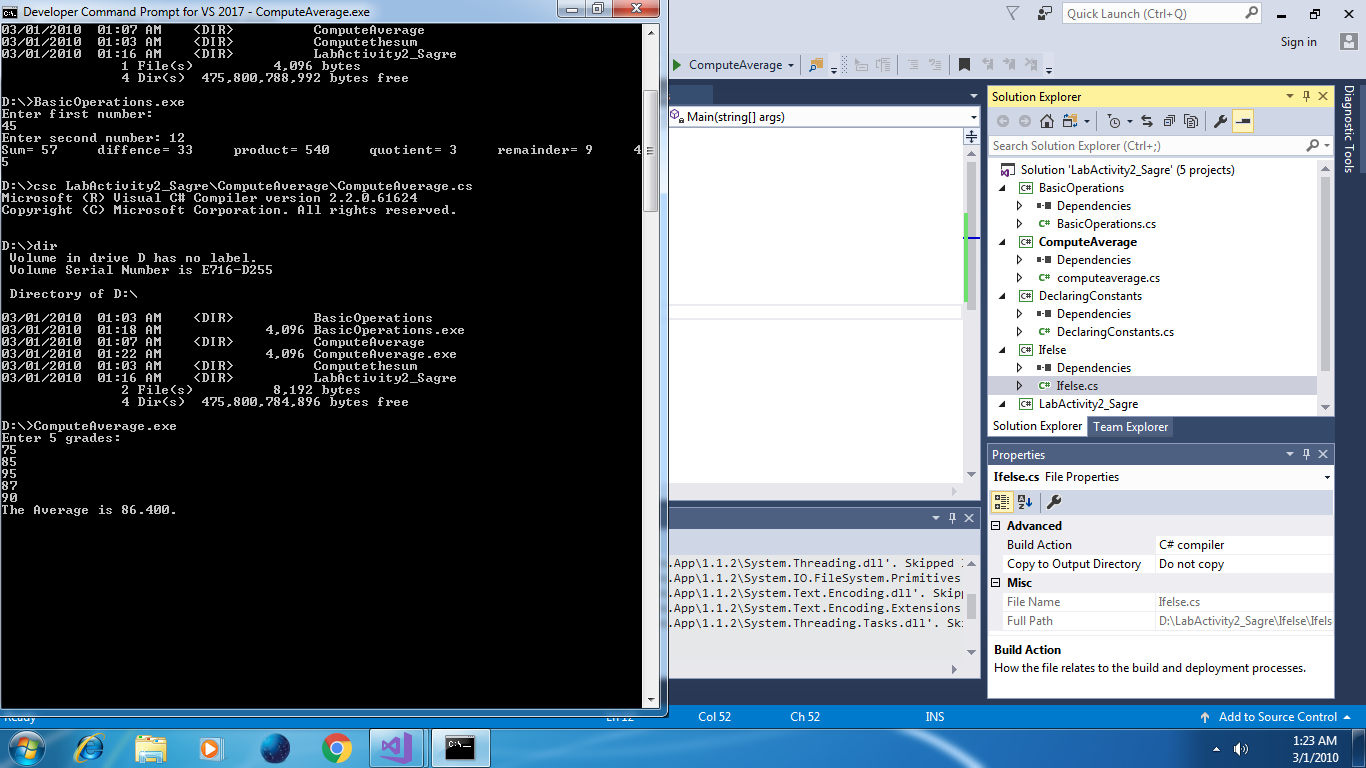 Developer Command Prompt for VS 2017 - ComputeAverage.exe
03/01/2010  01:07 AM    <DIR>          ComputeAverage
03/01/2010  01:03 AM    <DIR>          Computethesum
03/01/2010  01:16 AM    <DIR>          LabActivity2_Sagre
1 File(s)          4,096 bytes
4 Dir(s)  475,800,788,992 bytes free
D:\>BasicOperations.exe
Enter first number:
45
Enter second number: 12
Sum= 57     diffence= 33     product= 540     quotient= 3     remainder= 9     4
5
D:\>csc LabActivity2_Sagre\ComputeAverage\ComputeAverage.cs
Microsoft (R) Visual C# Compiler version 2.2.0.61624
Copyright (C) Microsoft Corporation. All rights reserved.
D:\>dir
Volume in drive D has no label.
Volume Serial Number is E716-D255
Directory of D:\
03/01/2010  01:03 AM    <DIR>          BasicOperations
03/01/2010  01:18 AM             4,096 BasicOperations.exe
03/01/2010  01:07 AM    <DIR>          ComputeAverage
03/01/2010  01:22 AM             4,096 ComputeAverage.exe
03/01/2010  01:03 AM    <DIR>          Computethesum
03/01/2010  01:16 AM    <DIR>          LabActivity2_Sagre
2 File(s)          8,192 bytes
4 Dir(s)  475,800,784,896 bytes free
D:\>ComputeAverage.exe
Enter 5 grades:
75
85
95
87
90
The Average is 86.400.
Quick Launch (Ctrl+Q)
Sign in
ComputeAverage
Main(string[] args)
.App\1.1.2\System.Threading.dll'. Skipped
.App\1.1.2\System.IO.FileSystem.Primitives
.App\1.1.2\System.Text.Encoding.dll'. Skip
.App\1.1.2\System.Text.Encoding.Extensions
.App\1.1.2\System.Threading.Tasks.dll'. Sk
Solution Explorer
Search Solution Explorer (Ctrl+;)
Solution 'LabActivity2_Sagre' (5 projects)
C# BasicOperations
Dependencies
C# BasicOperations.cs
C# ComputeAverage
Dependencies
C# computeaverage.cs
C# DeclaringConstants
Dependencies
C# DeclaringConstants.cs
C# Ifelse
Dependencies
C# Ifelse.cs
C# LabActivity2_Sagre
Solution Explorer Team Explorer
Properties
Ifelse.cs File Properties
Advanced
Build Action C# compiler
Copy to Output Directory Do not copy
Misc
File Name Ifelse.cs
Full Path D:\LabActivity2_Sagre\Ifelse\Ifels
Build Action
How the file relates to the build and deployment processes.
Diagnostic Tools
Ready Ln 12 Col 52 Ch 52 INS Add to Source Control
1:23 AM
3/1/2010